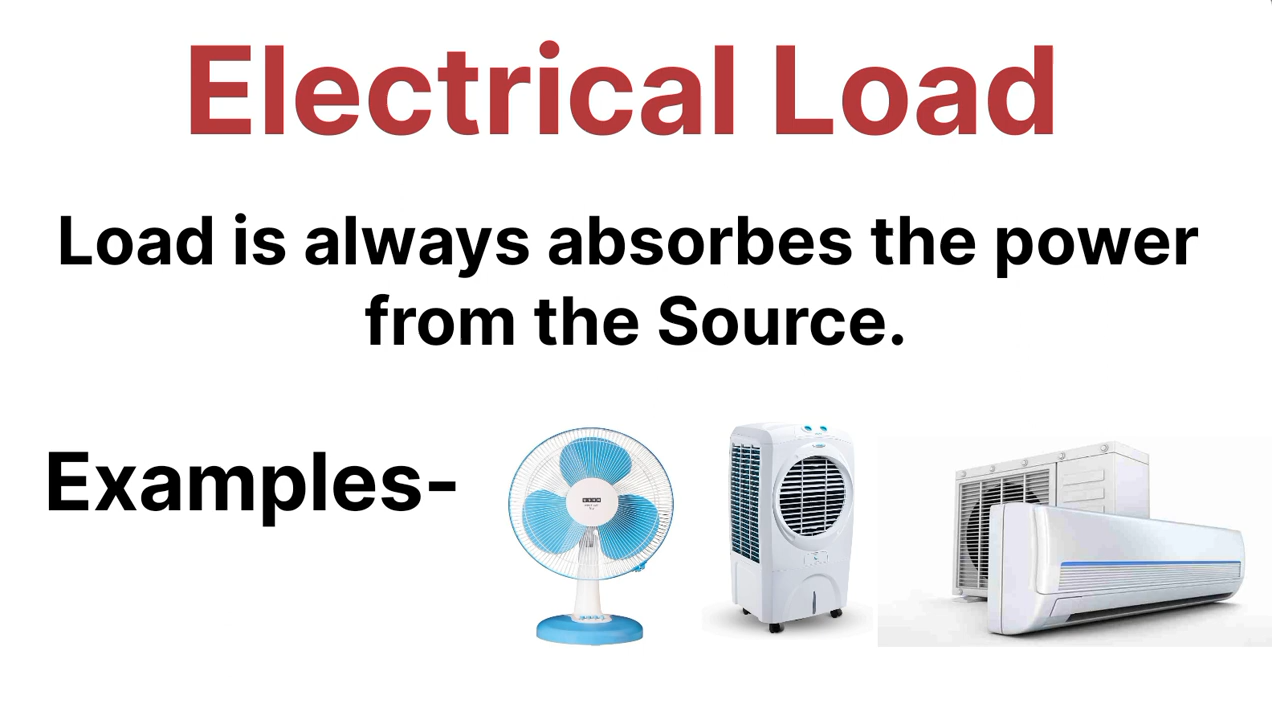 Electrical Load
Load is always absorbes the power
from the Source.
Examples-